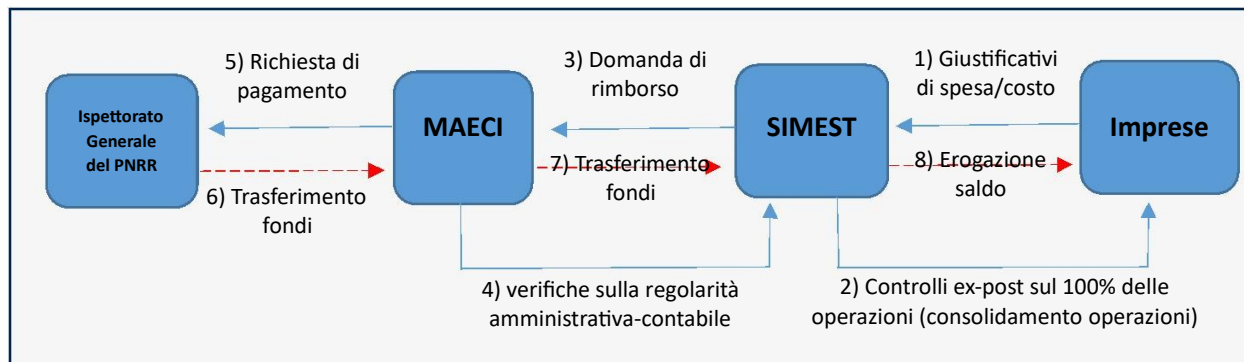 5) Richiesta di
pagamento
3) Domanda di
rimborso
1) Giustificativi
di spesa/costo
Ispettorato
Generale
del PNRR
MAECI
SIMEST
Imprese
6) Trasferimento
fondi
7) Trasferimento
fondi
8) Erogazione
saldo
4) verifiche sulla regolarità
amministrativa-contabile
2) Controlli ex-post sul 100% delle
operazioni (consolidamento operazioni)